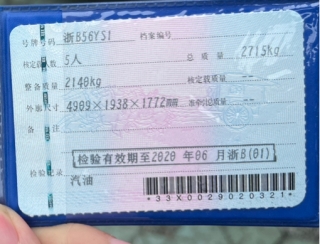 号牌号码 浙B56YS1 档案编号
核定载人数 5人 总质量 2715kg
整备质量 2140kg 核定载质量 --
外廓尺寸 4909×1938×1772mm 准牵引总质量 --
备注 --
检验有效期至2020年06月浙B(01)
检验记录 汽油
*33X0029020321*